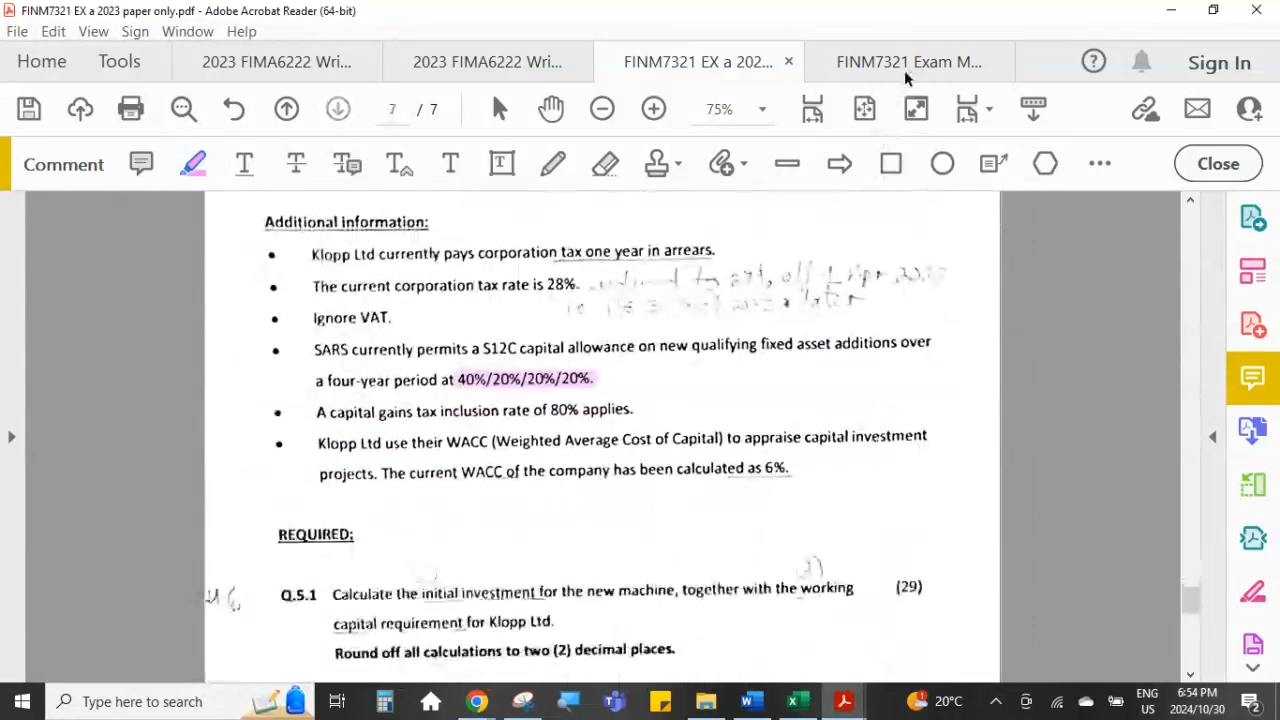 FINM7321 EX a 2023 paper only.pdf - Adobe Acrobat Reader (64-bit)
File Edit View Sign Window Help
Home Tools 2023 FIMA6222 Wri... 2023 FIMA6222 Wri... FINM7321 EX a 202... × FINM7321 Exam M... Sign In
7 / 7 75%
Comment Close
Additional information:
• Klopp Ltd currently pays corporation tax one year in arrears.
• The current corporation tax rate is 28%.
• Ignore VAT.
• SARS currently permits a S12C capital allowance on new qualifying fixed asset additions over
a four-year period at 40%/20%/20%/20%.
• A capital gains tax inclusion rate of 80% applies.
• Klopp Ltd use their WACC (Weighted Average Cost of Capital) to appraise capital investment
projects. The current WACC of the company has been calculated as 6%.
REQUIRED:
Q.5.1 Calculate the initial investment for the new machine, together with the working (29)
capital requirement for Klopp Ltd.
Round off all calculations to two (2) decimal places.
Type here to search 20°C ENG US 6:54 PM 2024/10/30 2